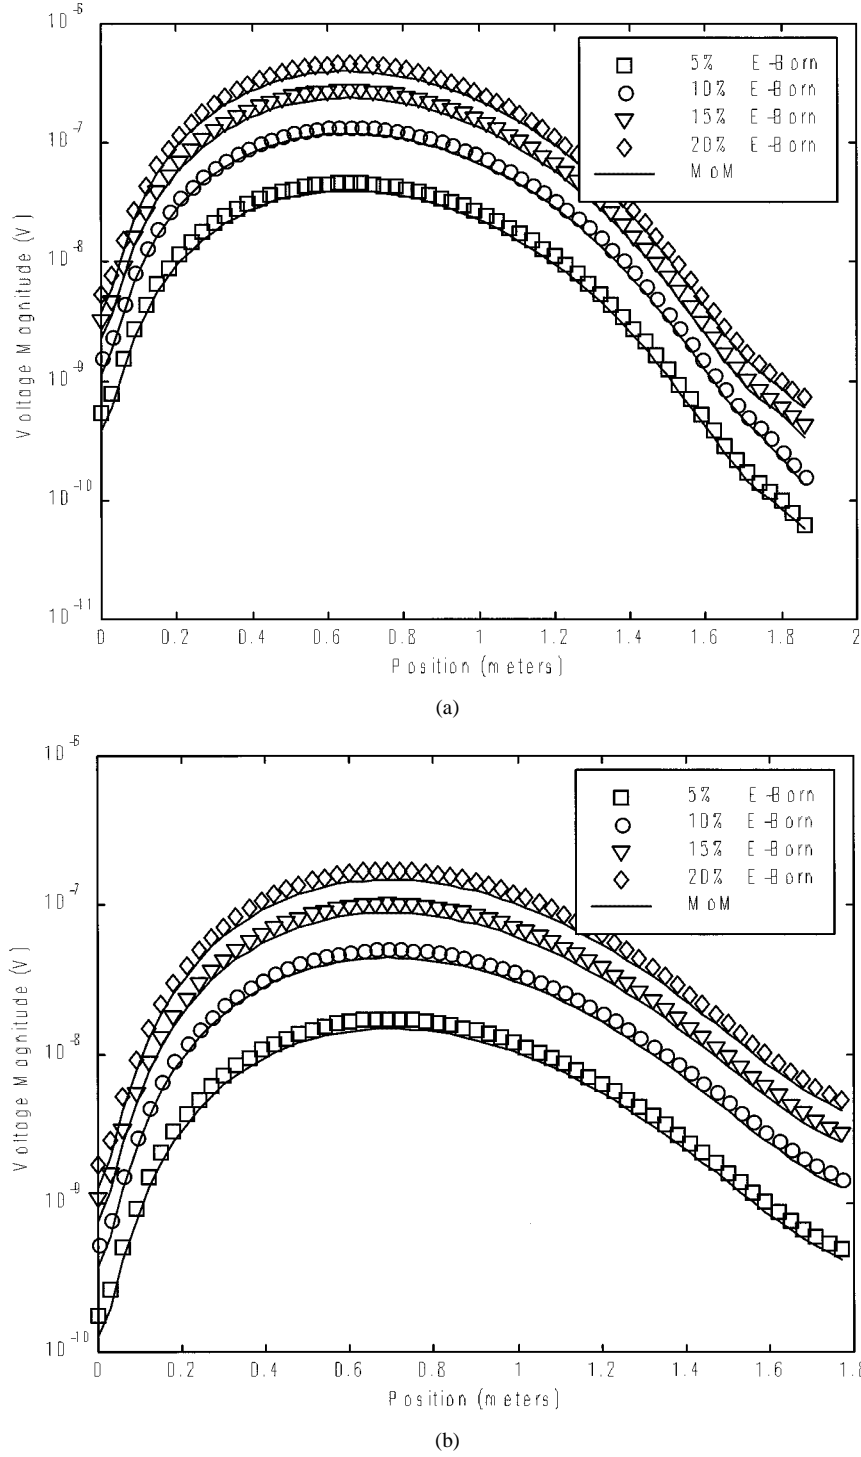 10^-6
5% E-Born
10% E-Born
15% E-Born
20% E-Born
MoM
10^-7
10^-8
10^-9
10^-10
10^-11
Voltage Magnitude (V)
0 0.2 0.4 0.6 0.8 1 1.2 1.4 1.6 1.8 2
Position (meters)
(a)
10^-6
5% E-Born
10% E-Born
15% E-Born
20% E-Born
MoM
10^-7
10^-8
10^-9
10^-10
Voltage Magnitude (V)
0 0.2 0.4 0.6 0.8 1 1.2 1.4 1.6 1.8
Position (meters)
(b)